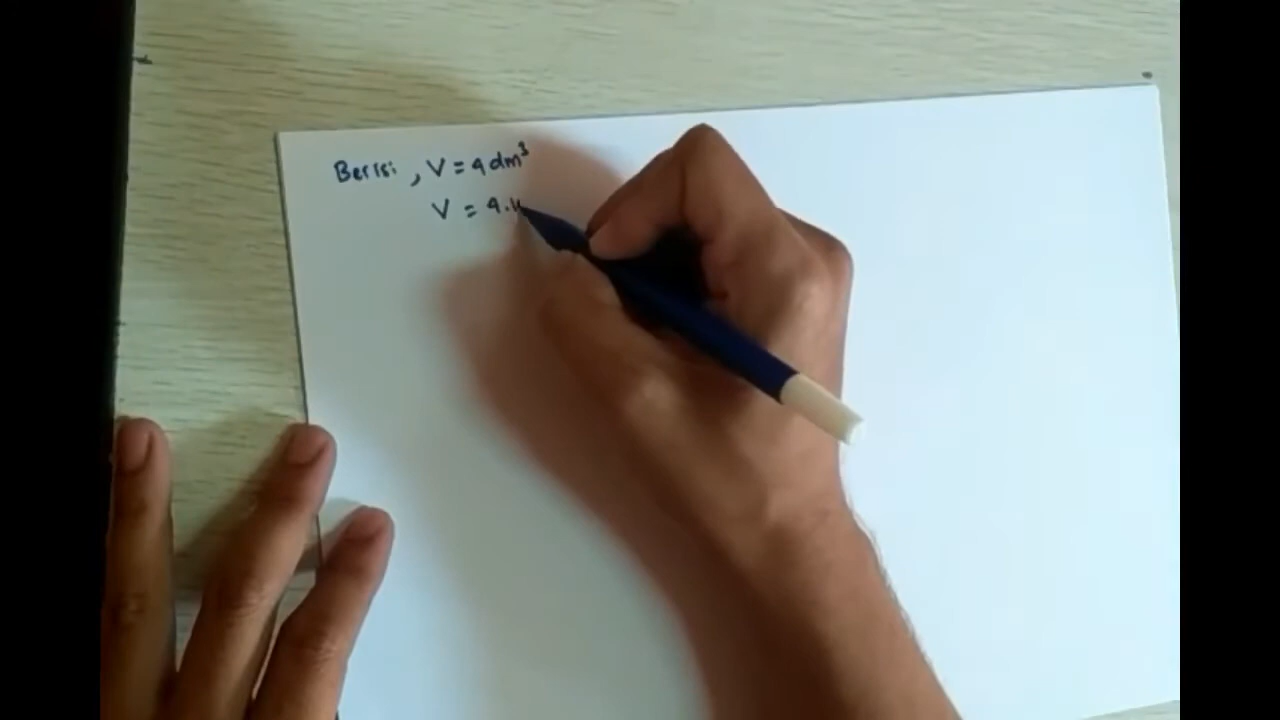 Berisi, V = 4 dm³
V = 4.